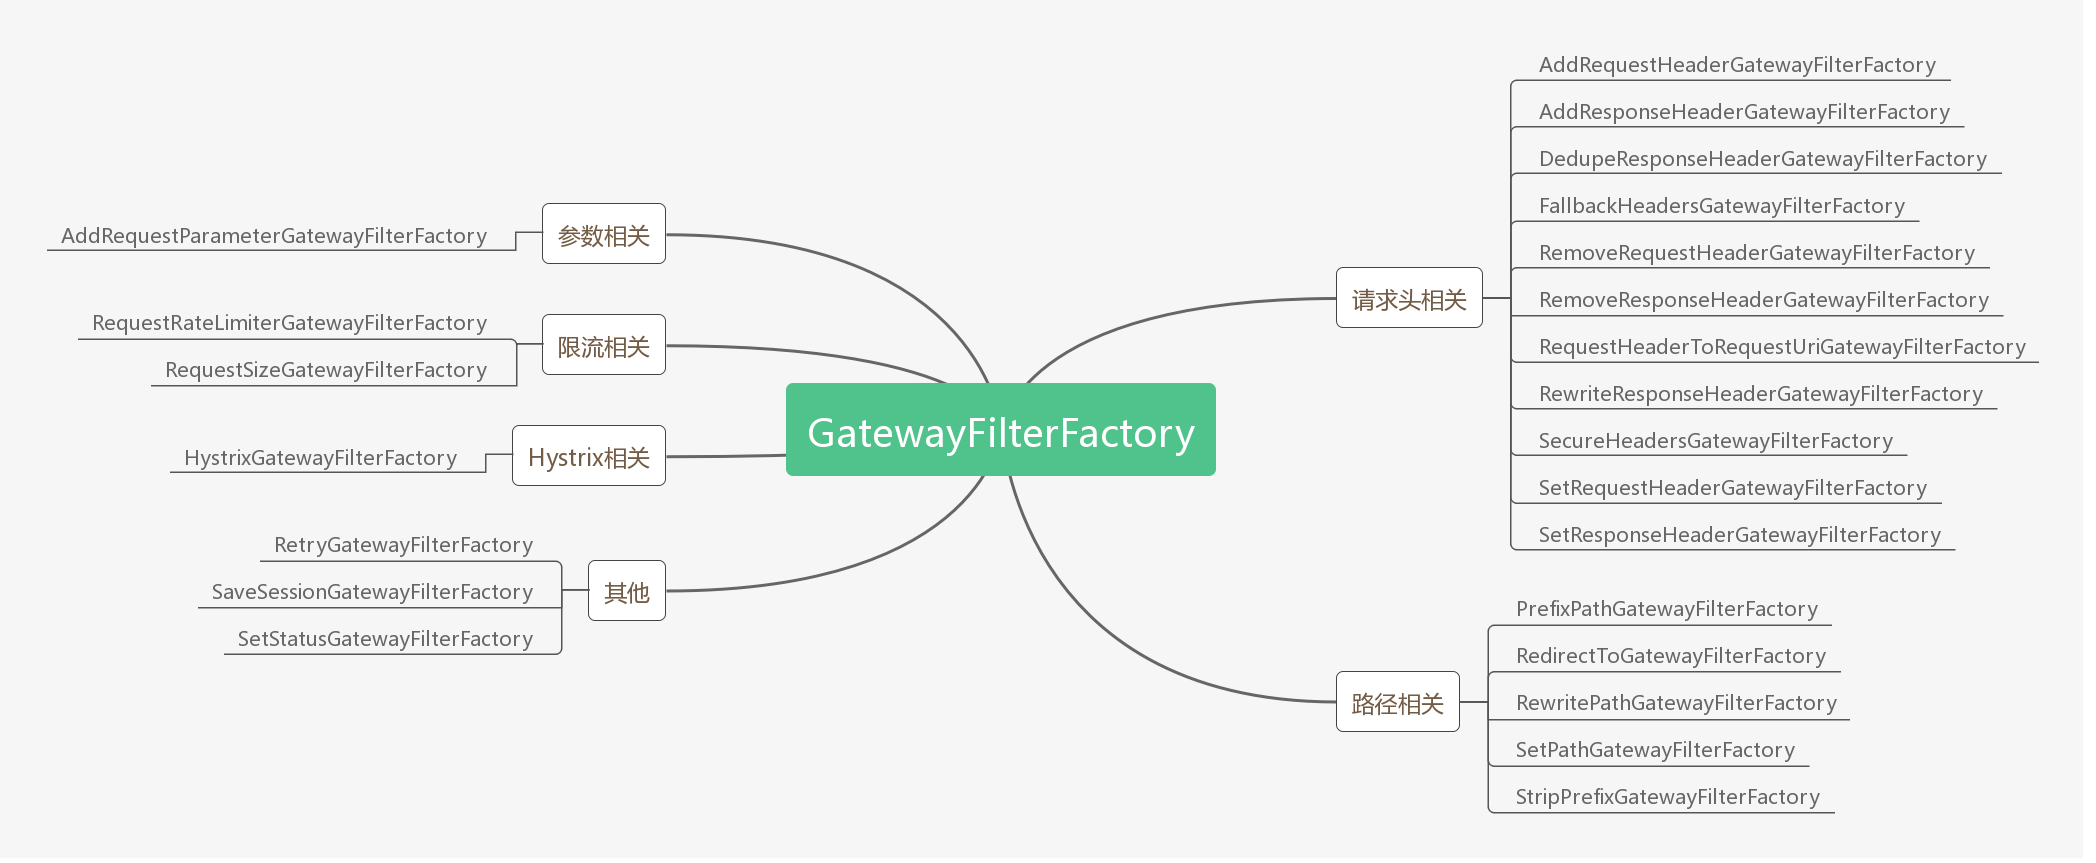 GatewayFilterFactory
请求头相关
AddRequestHeaderGatewayFilterFactory
AddResponseHeaderGatewayFilterFactory
DedupeResponseHeaderGatewayFilterFactory
FallbackHeadersGatewayFilterFactory
RemoveRequestHeaderGatewayFilterFactory
RemoveResponseHeaderGatewayFilterFactory
RequestHeaderToRequestUriGatewayFilterFactory
RewriteResponseHeaderGatewayFilterFactory
SecureHeadersGatewayFilterFactory
SetRequestHeaderGatewayFilterFactory
SetResponseHeaderGatewayFilterFactory
路径相关
PrefixPathGatewayFilterFactory
RedirectToGatewayFilterFactory
RewritePathGatewayFilterFactory
SetPathGatewayFilterFactory
StripPrefixGatewayFilterFactory
参数相关
AddRequestParameterGatewayFilterFactory
限流相关
RequestRateLimiterGatewayFilterFactory
RequestSizeGatewayFilterFactory
Hystrix相关
HystrixGatewayFilterFactory
其他
RetryGatewayFilterFactory
SaveSessionGatewayFilterFactory
SetStatusGatewayFilterFactory